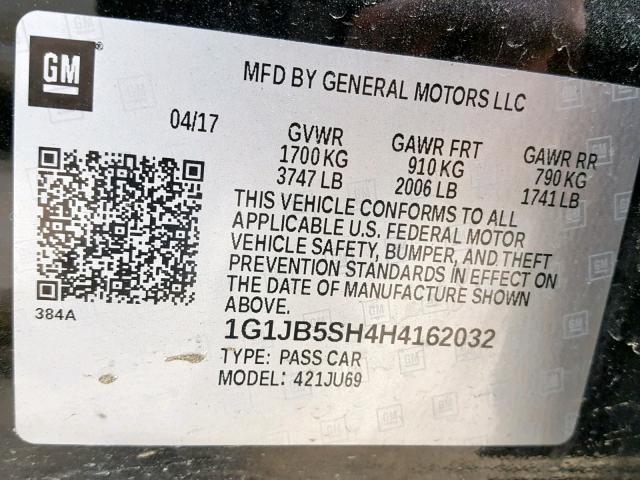 GM
MFD BY GENERAL MOTORS LLC
04/17
GVWR GAWR FRT GAWR RR
1700 KG 910 KG 790 KG
3747 LB 2006 LB 1741 LB
THIS VEHICLE CONFORMS TO ALL
APPLICABLE U.S. FEDERAL MOTOR
VEHICLE SAFETY, BUMPER, AND THEFT
PREVENTION STANDARDS IN EFFECT ON
THE DATE OF MANUFACTURE SHOWN
ABOVE.
384A
1G1JB5SH4H4162032
TYPE: PASS CAR
MODEL: 421JU69